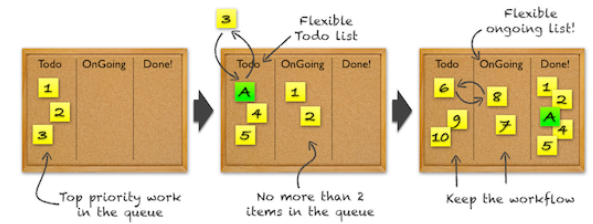 3
Flexible
Todo list
Flexible
ongoing list!
Todo OnGoing Done!
1
2
3
Top priority work
in the queue
Todo OnGoing Done!
A
4
5
1
2
No more than 2
items in the queue
Todo OnGoing Done!
6
9
10
8
7
1
2
A
4
5
Keep the workflow